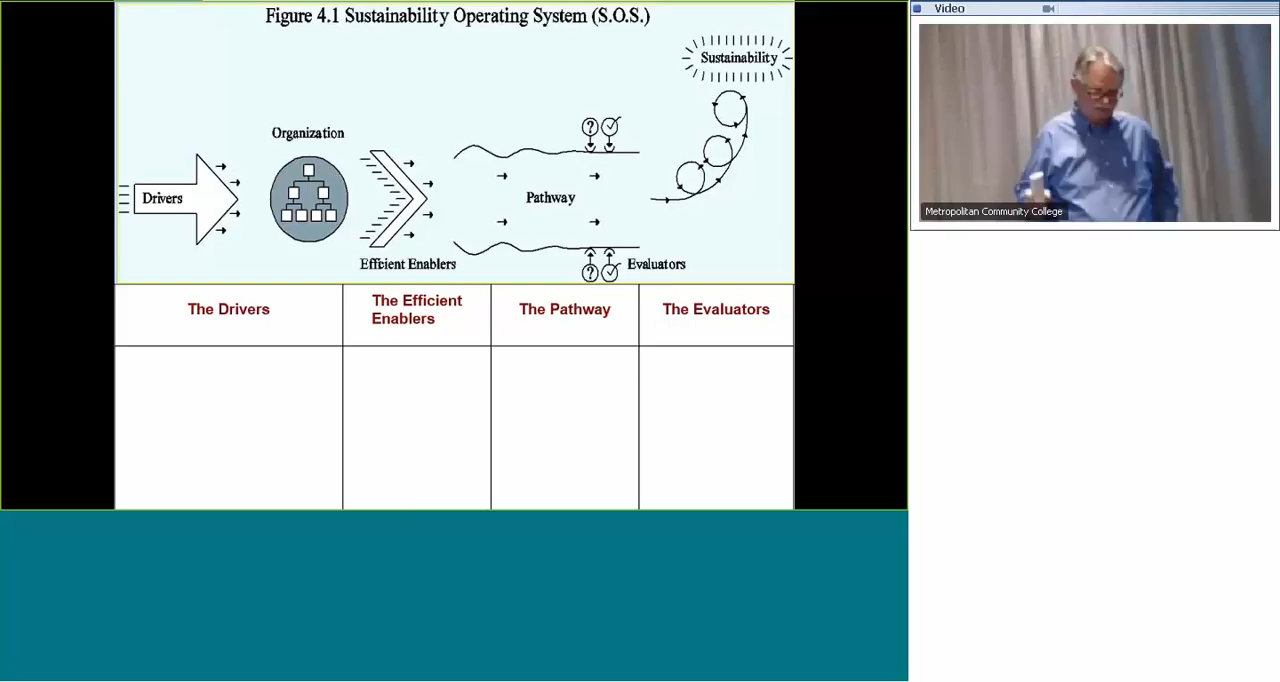 Figure 4.1 Sustainability Operating System (S.O.S.)
Video
Sustainability
Organization
?
?
Drivers
Pathway
Metropolitan Community College
Effcient Enablers
Evaluators
The Drivers
The Efficient
Enablers
The Pathway
The Evaluators